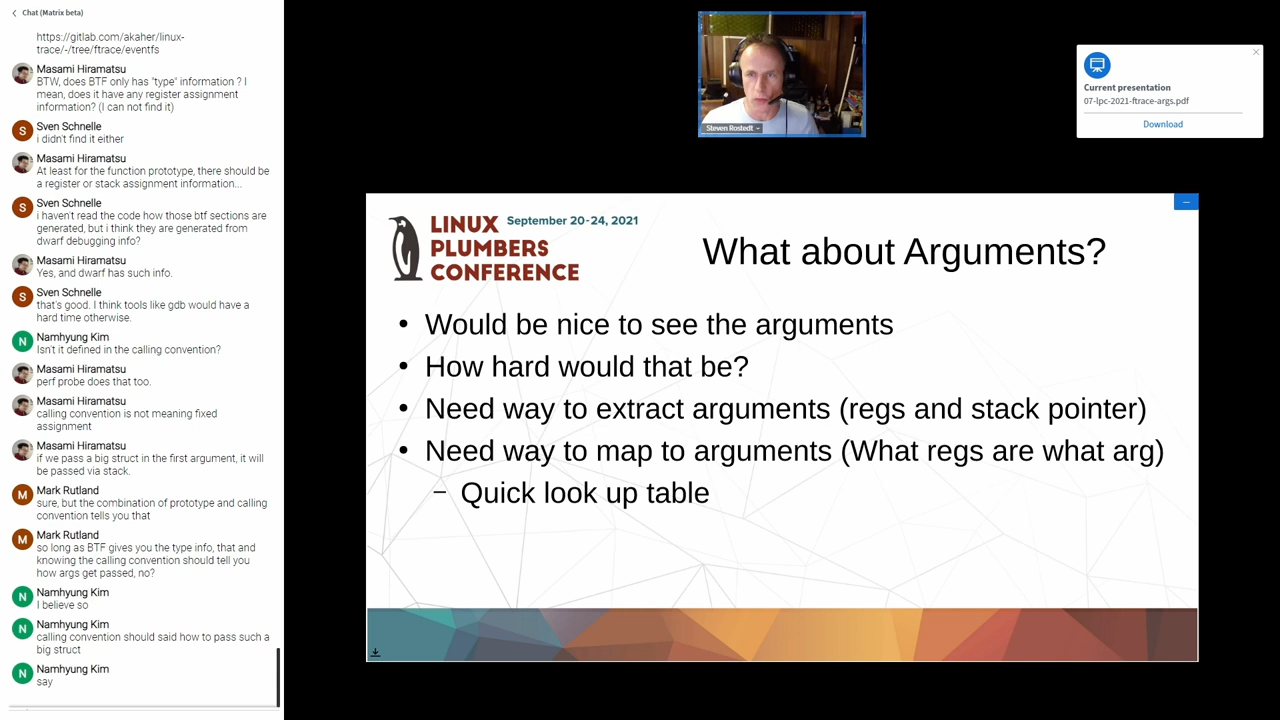 Chat (Matrix beta)
https://gitlab.com/akaher/linux-
trace/-/tree/ftrace/eventfs
Masami Hiramatsu
BTW, does BTF only has "type" information ? I
mean, does it have any register assignment
information? (I can not find it)
S
Sven Schnelle
i didn't find it either
Masami Hiramatsu
At least for the function prototype, there should be
a register or stack assignment information...
S
Sven Schnelle
i haven't read the code how those btf sections are
generated, but i think they are generated from
dwarf debugging info?
Masami Hiramatsu
Yes, and dwarf has such info.
S
Sven Schnelle
that's good. I think tools like gdb would have a
hard time otherwise.
N
Namhyung Kim
Isn't it defined in the calling convention?
Masami Hiramatsu
perf probe does that too.
Masami Hiramatsu
calling convention is not meaning fixed
assignment
Masami Hiramatsu
if we pass a big struct in the first argument, it will
be passed via stack.
M
Mark Rutland
sure, but the combination of prototype and calling
convention tells you that
M
Mark Rutland
so long as BTF gives you the type info, that and
knowing the calling convention should tell you
how args get passed, no?
N
Namhyung Kim
I believe so
N
Namhyung Kim
calling convention should said how to pass such a
big struct
N
Namhyung Kim
say
Steven Rostedt
Current presentation
07-lpc-2021-ftrace-args.pdf
Download
LINUX
PLUMBERS
CONFERENCE
September 20-24, 2021
What about Arguments?
• Would be nice to see the arguments
• How hard would that be?
• Need way to extract arguments (regs and stack pointer)
• Need way to map to arguments (What regs are what arg)
– Quick look up table